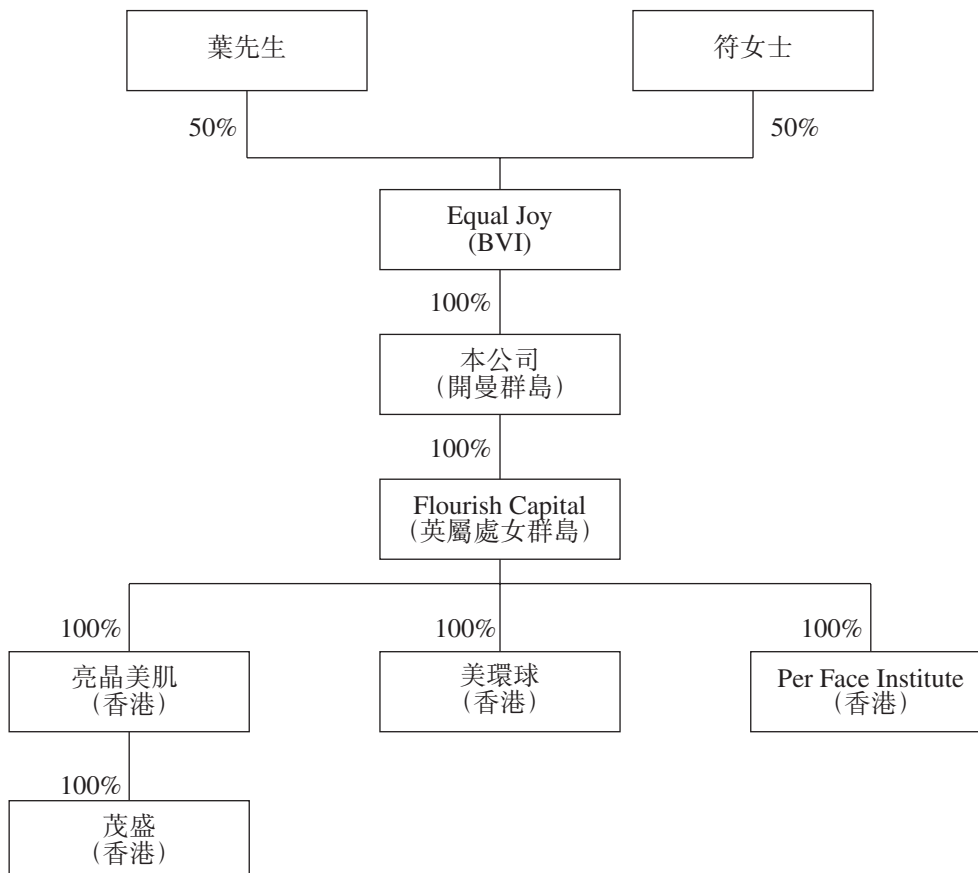 葉先生
符女士
50%
50%
Equal Joy
(BVI)
100%
本公司
（開曼群島）
100%
Flourish Capital
（英屬處女群島）
100%
100%
100%
亮晶美肌
（香港）
美環球
（香港）
Per Face Institute
（香港）
100%
茂盛
（香港）